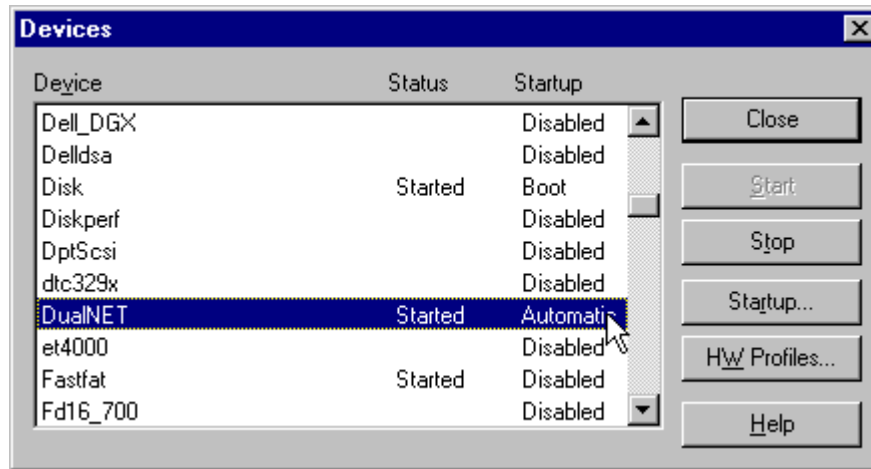 Devices
Device Status Startup
Dell_DGX Disabled
Delldsa Disabled
Disk Started Boot
Diskperf Disabled
DptScsi Disabled
dtc329x Disabled
DualNET Started Automatic
et4000 Disabled
Fastfat Started Disabled
Fd16_700 Disabled
Close
Start
Stop
Startup...
HW Profiles...
Help